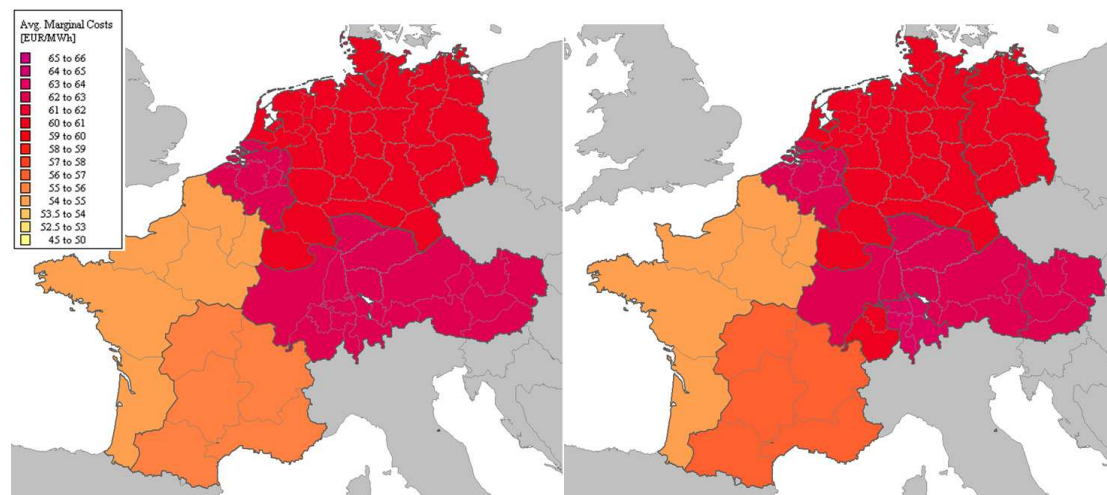 Avg. Marginal Costs
[EUR/MWh]
65 to 66
64 to 65
63 to 64
62 to 63
61 to 62
60 to 61
59 to 60
58 to 59
57 to 58
56 to 57
55 to 56
54 to 55
53.5 to 54
52.5 to 53
45 to 50